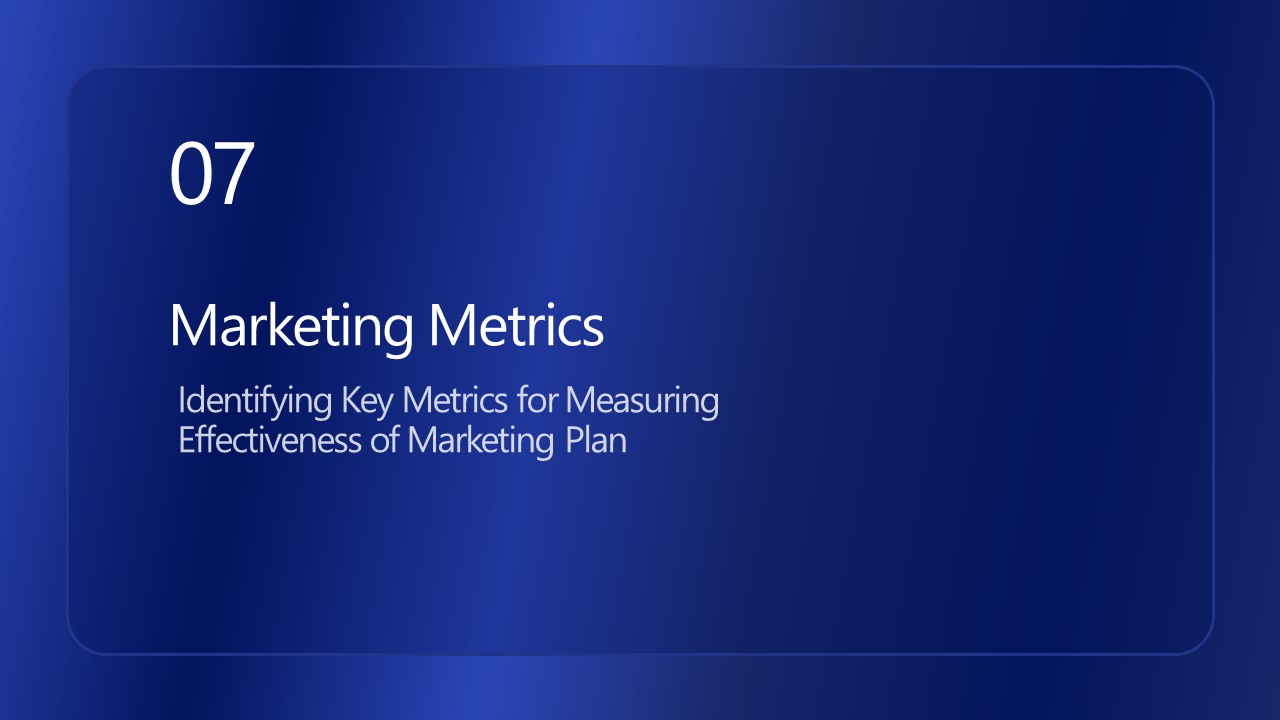 07
Marketing Metrics
Identifying Key Metrics for Measuring
Effectiveness of Marketing Plan